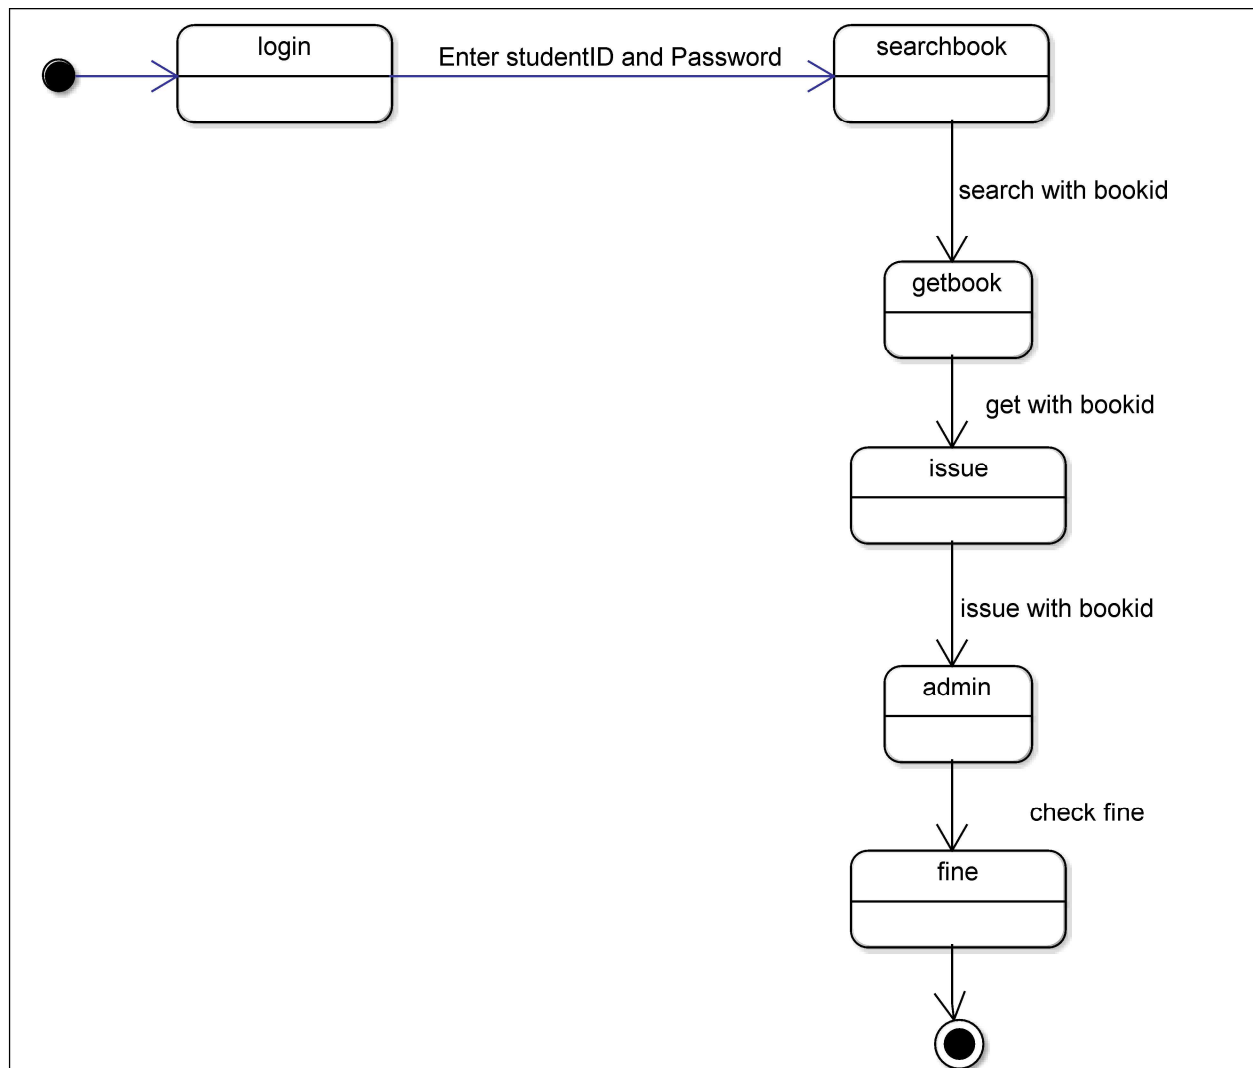 login
Enter studentID and Password
searchbook
search with bookid
getbook
get with bookid
issue
issue with bookid
admin
check fine
fine